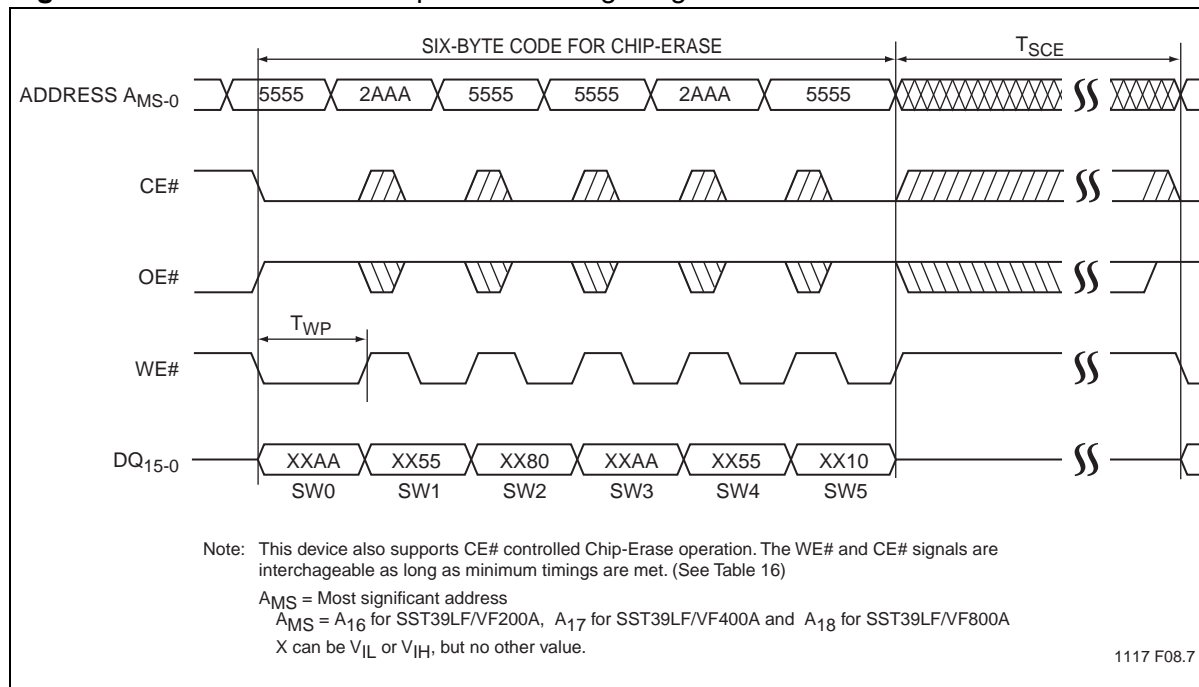 SIX-BYTE CODE FOR CHIP-ERASE TSCE
ADDRESS AMS-0 5555 2AAA 5555 5555 2AAA 5555
CE#
OE#
TWP
WE#
DQ15-0 XXAA XX55 XX80 XXAA XX55 XX10
SW0 SW1 SW2 SW3 SW4 SW5
Note: This device also supports CE# controlled Chip-Erase operation. The WE# and CE# signals are
interchageable as long as minimum timings are met. (See Table 16)
AMS = Most significant address
AMS = A16 for SST39LF/VF200A, A17 for SST39LF/VF400A and A18 for SST39LF/VF800A
X can be VIL or VIH, but no other value.
1117 F08.7